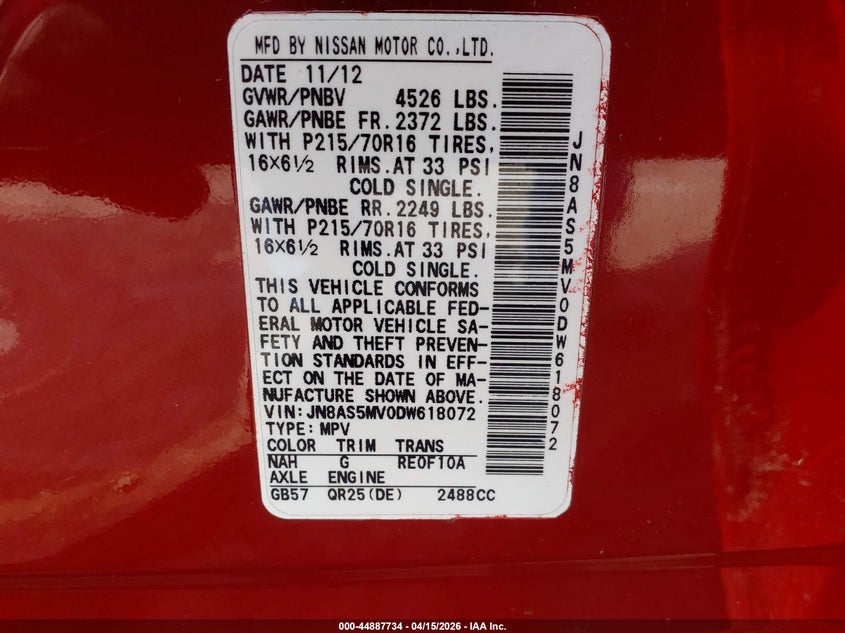 MFD BY NISSAN MOTOR CO.,LTD.
DATE 11/12
GVWR/PNBV 4526 LBS.
GAWR/PNBE FR. 2372 LBS.
WITH P215/70R16 TIRES,
16×6½ RIMS. AT 33 PSI
COLD SINGLE.
GAWR/PNBE RR. 2249 LBS.
WITH P215/70R16 TIRES,
16×6½ RIMS. AT 33 PSI
COLD SINGLE.
THIS VEHICLE CONFORMS
TO ALL APPLICABLE FED-
ERAL MOTOR VEHICLE SA-
FETY AND THEFT PREVEN-
TION STANDARDS IN EFF-
ECT ON THE DATE OF MA-
NUFACTURE SHOWN ABOVE.
VIN:JN8AS5MV0DW618072
TYPE:MPV
COLOR TRIM TRANS
NAH G RE0F10A
AXLE ENGINE
GB57 QR25(DE) 2488CC
JN8AS5MV0DW618072
000-44887734 - 04/15/2026 - IAA Inc.